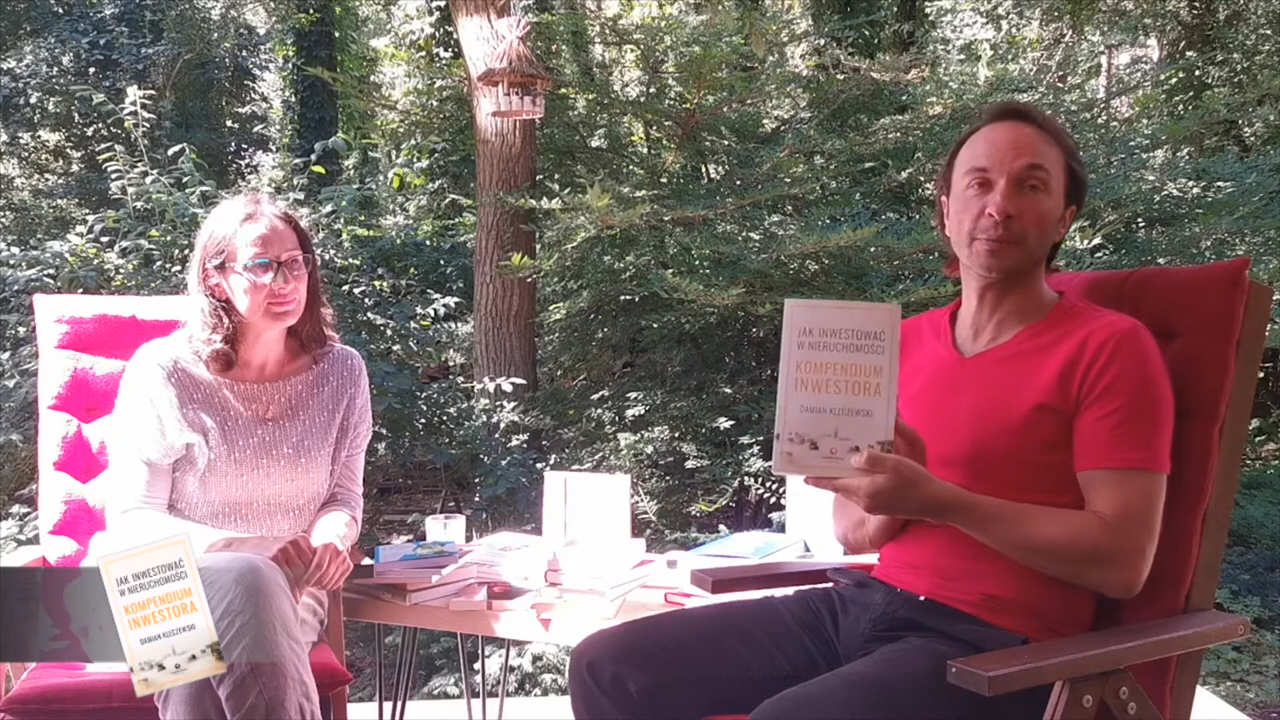 JAK INWESTOWAĆ
W NIERUCHOMOŚCI
KOMPENDIUM
INWESTORA
DAMIAN KLECZEWSKI
JAK INWESTOWAĆ
W NIERUCHOMOŚCI
KOMPENDIUM
INWESTORA
DAMIAN KLECZEWSKI